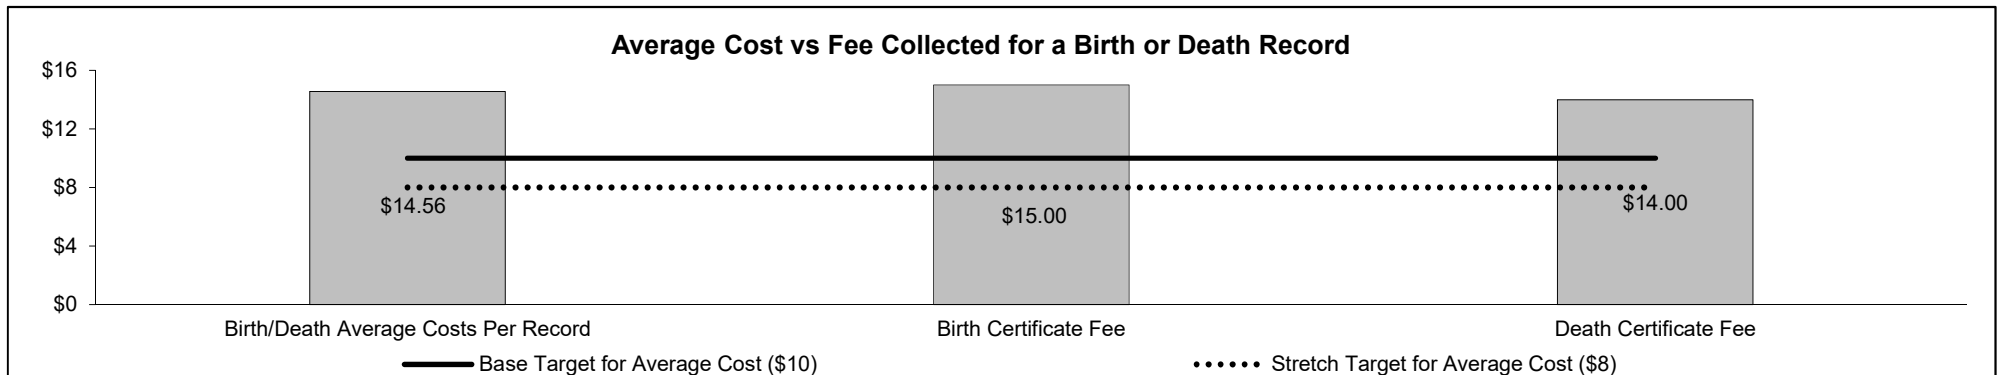 Average Cost vs Fee Collected for a Birth or Death Record
$16
$12
$8
$4
$0
$14.56
$15.00
$14.00
Birth/Death Average Costs Per Record
Birth Certificate Fee
Death Certificate Fee
Base Target for Average Cost ($10)
Stretch Target for Average Cost ($8)